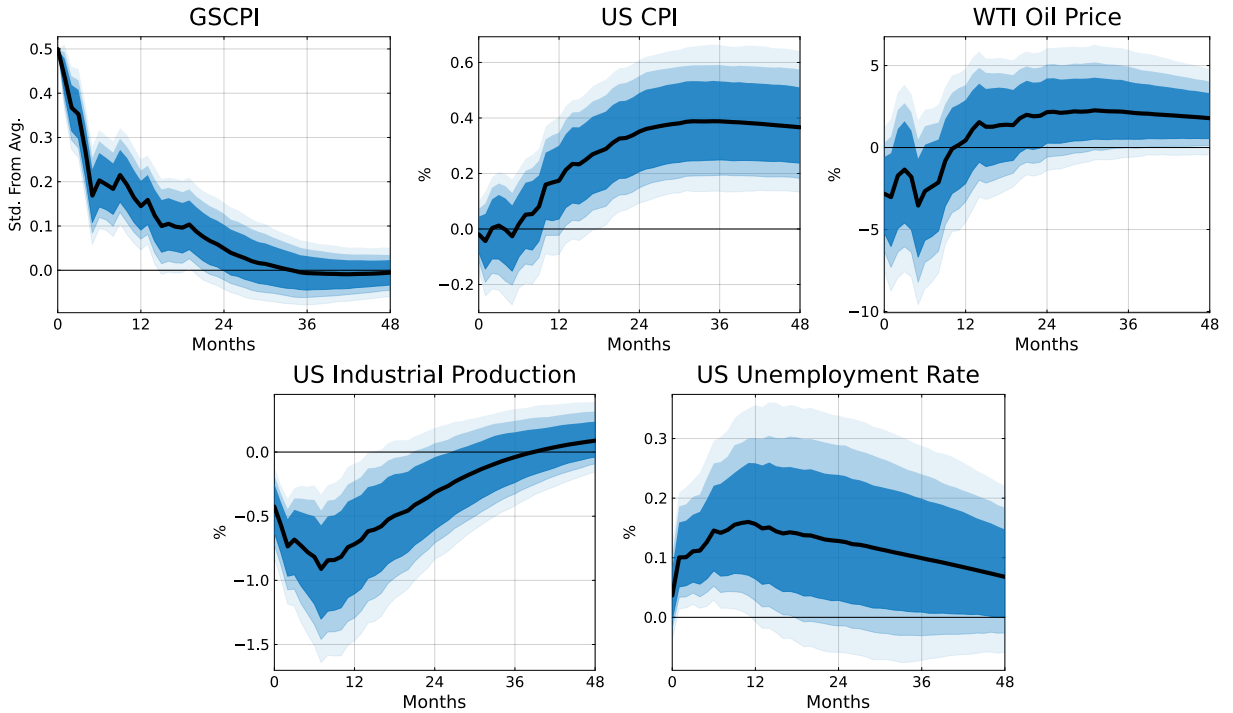 GSCPI
Std. From Avg.
0.5
0.4
0.3
0.2
0.1
0.0
0 12 24 36 48
Months
US CPI
%
0.6
0.4
0.2
0.0
−0.2
0 12 24 36 48
Months
WTI Oil Price
%
5
0
−5
−10
0 12 24 36 48
Months
US Industrial Production
%
0.0
−0.5
−1.0
−1.5
0 12 24 36 48
Months
US Unemployment Rate
%
0.3
0.2
0.1
0.0
0 12 24 36 48
Months